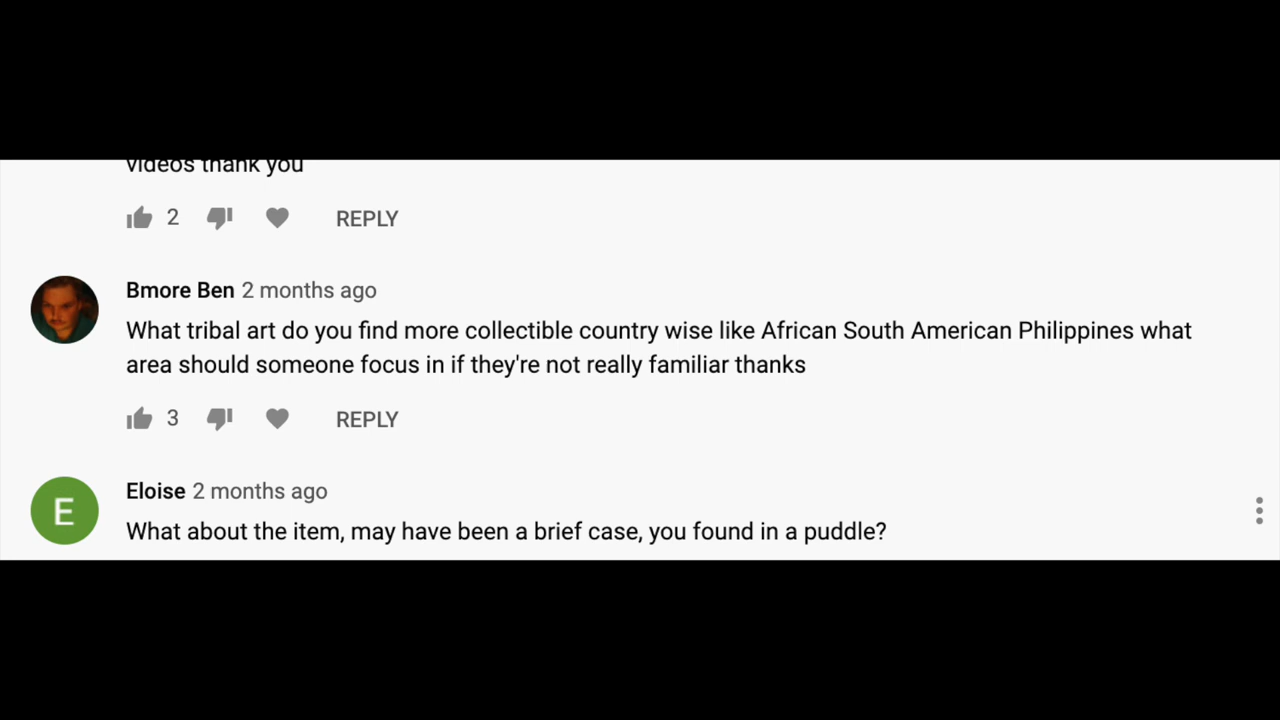 videos thank you
2 REPLY
Bmore Ben 2 months ago
What tribal art do you find more collectible country wise like African South American Philippines what
area should someone focus in if they're not really familiar thanks
3 REPLY
E
Eloise 2 months ago
What about the item, may have been a brief case, you found in a puddle?